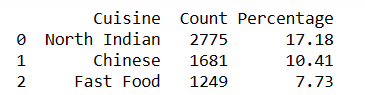 Cuisine Count Percentage
0 North Indian 2775 17.18
1 Chinese 1681 10.41
2 Fast Food 1249 7.73